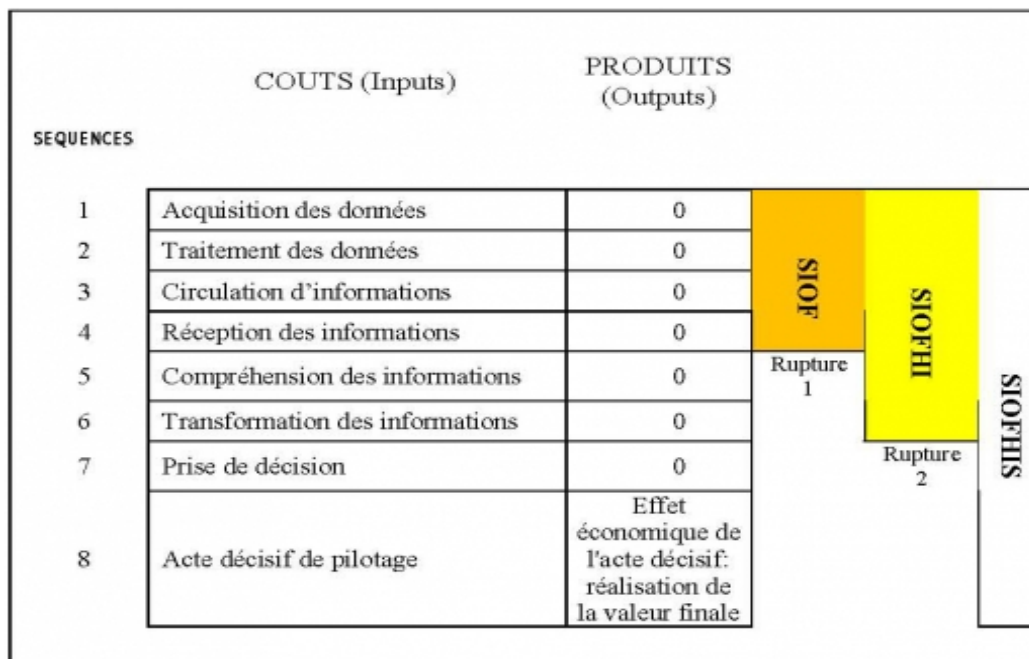 COUTS (Inputs)
PRODUITS
(Outputs)
SEQUENCES
1 Acquisition des données 0
2 Traitement des données 0
3 Circulation d'informations 0
4 Réception des informations 0
5 Compréhension des informations 0
6 Transformation des informations 0
7 Prise de décision 0
8 Acte décisif de pilotage
Effet
économique de
l'acte décisif:
réalisation de
la valeur finale
SIOF
Rupture
1
SIOFHI
Rupture
2
SIOFHIS